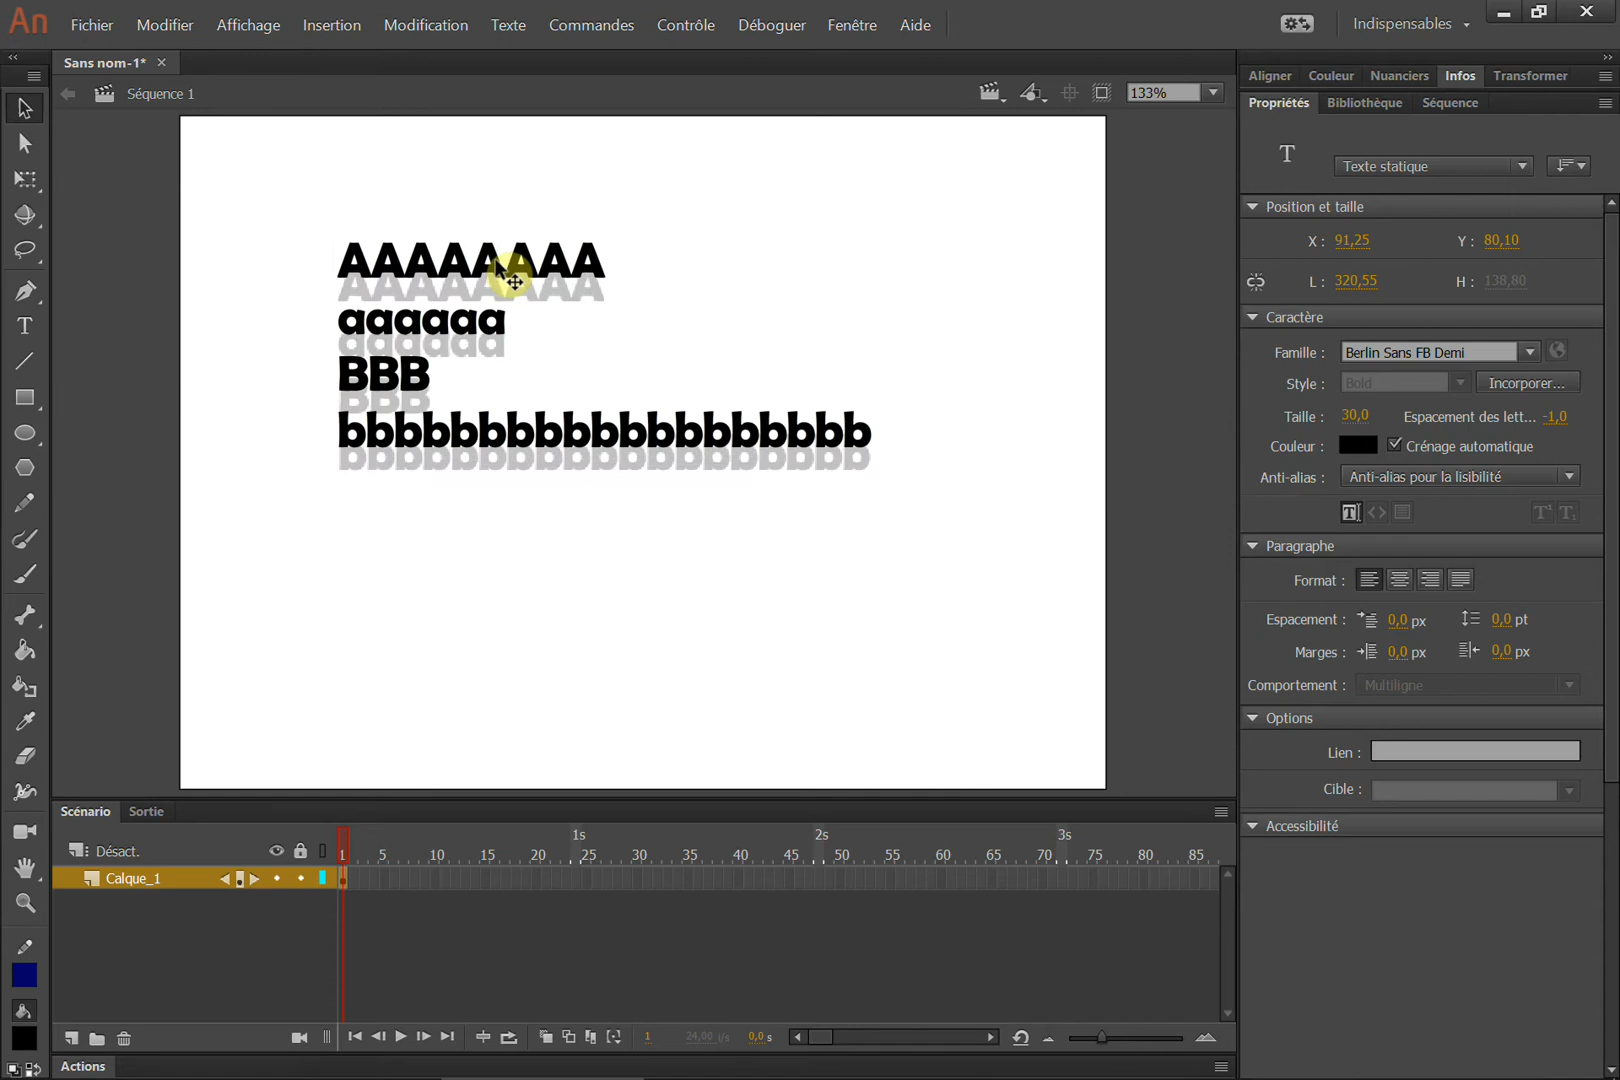 An Fichier Modifier Affichage Insertion Modification Texte Commandes Contrôle Déboguer Fenêtre Aide Indispensables
Sans nom-1*
Séquence 1 133%
AAAAAAAA
AAAAAAAA
aaaaaa
aaaaaa
BBB
BBB
bbbbbbbbbbbbbbbbbbb
bbbbbbbbbbbbbbbbbbb
Aligner Couleur Nuanciers Infos Transformer
Propriétés Bibliothèque Séquence
T Texte statique
Position et taille
X : 91,25 Y : 80,10
L : 320,55 H : 138,80
Caractère
Famille : Berlin Sans FB Demi
Style : Bold Incorporer...
Taille : 30,0 Espacement des lett... -1,0
Couleur : Crénage automatique
Anti-alias : Anti-alias pour la lisibilité
Paragraphe
Format :
Espacement : 0,0 px 0,0 pt
Marges : 0,0 px 0,0 px
Comportement : Multiligne
Options
Lien :
Cible :
Accessibilité
Scénario Sortie
1s 2s 3s
Désact. 1 5 10 15 20 25 30 35 40 45 50 55 60 65 70 75 80 85
Calque_1
1 24,00 i/s 0,0 s
Actions